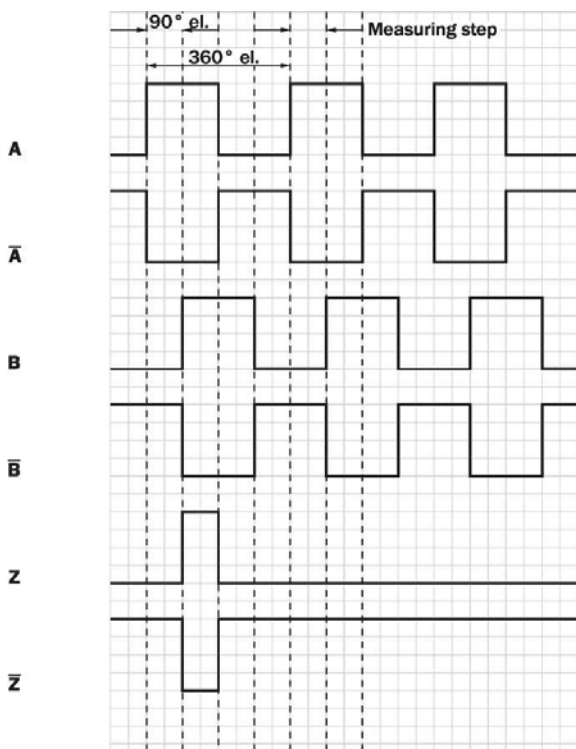 90° el.
Measuring step
360° el.
A
A̅
B
B̅
Z
Z̅